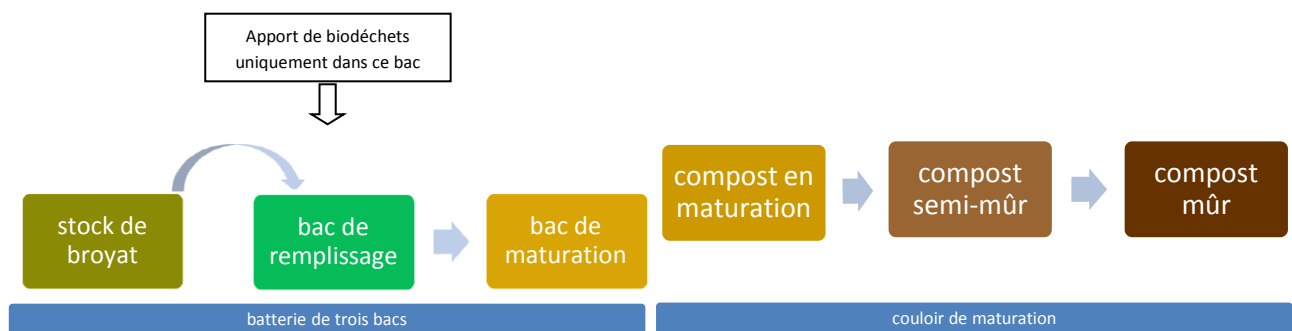 Apport de biodéchets
uniquement dans ce bac
stock de
broyat
bac de
remplissage
bac de
maturation
compost en
maturation
compost
semi-mûr
compost
mûr
batterie de trois bacs
couloir de maturation